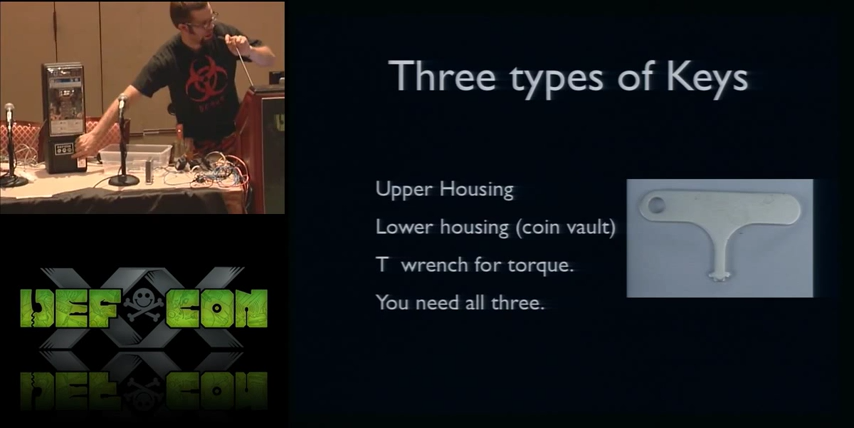 Three types of Keys
Upper Housing
Lower housing (coin vault)
T wrench for torque.
You need all three.
XX
DEF CON